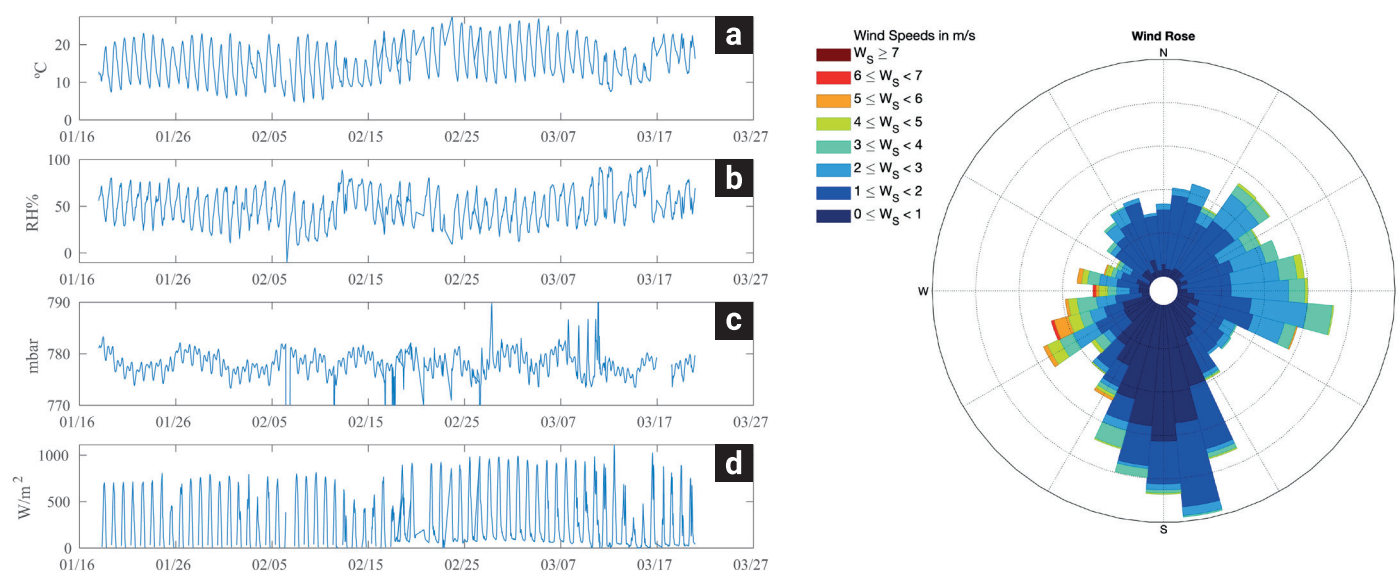 a
20
10
0
ºC
01/16 01/26 02/05 02/15 02/25 03/07 03/17 03/27
b
100
50
0
RH%
01/16 01/26 02/05 02/15 02/25 03/07 03/17 03/27
c
790
780
770
mbar
01/16 01/26 02/05 02/15 02/25 03/07 03/17 03/27
d
1000
500
0
W/m²
01/16 01/26 02/05 02/15 02/25 03/07 03/17 03/27
Wind Speeds in m/s
W_S ≥ 7
6 ≤ W_S < 7
5 ≤ W_S < 6
4 ≤ W_S < 5
3 ≤ W_S < 4
2 ≤ W_S < 3
1 ≤ W_S < 2
0 ≤ W_S < 1
Wind Rose
N
W
S